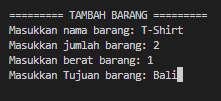 ========= TAMBAH BARANG =========
Masukkan nama barang: T-Shirt
Masukkan jumlah barang: 2
Masukkan berat barang: 1
Masukkan Tujuan barang: Bali